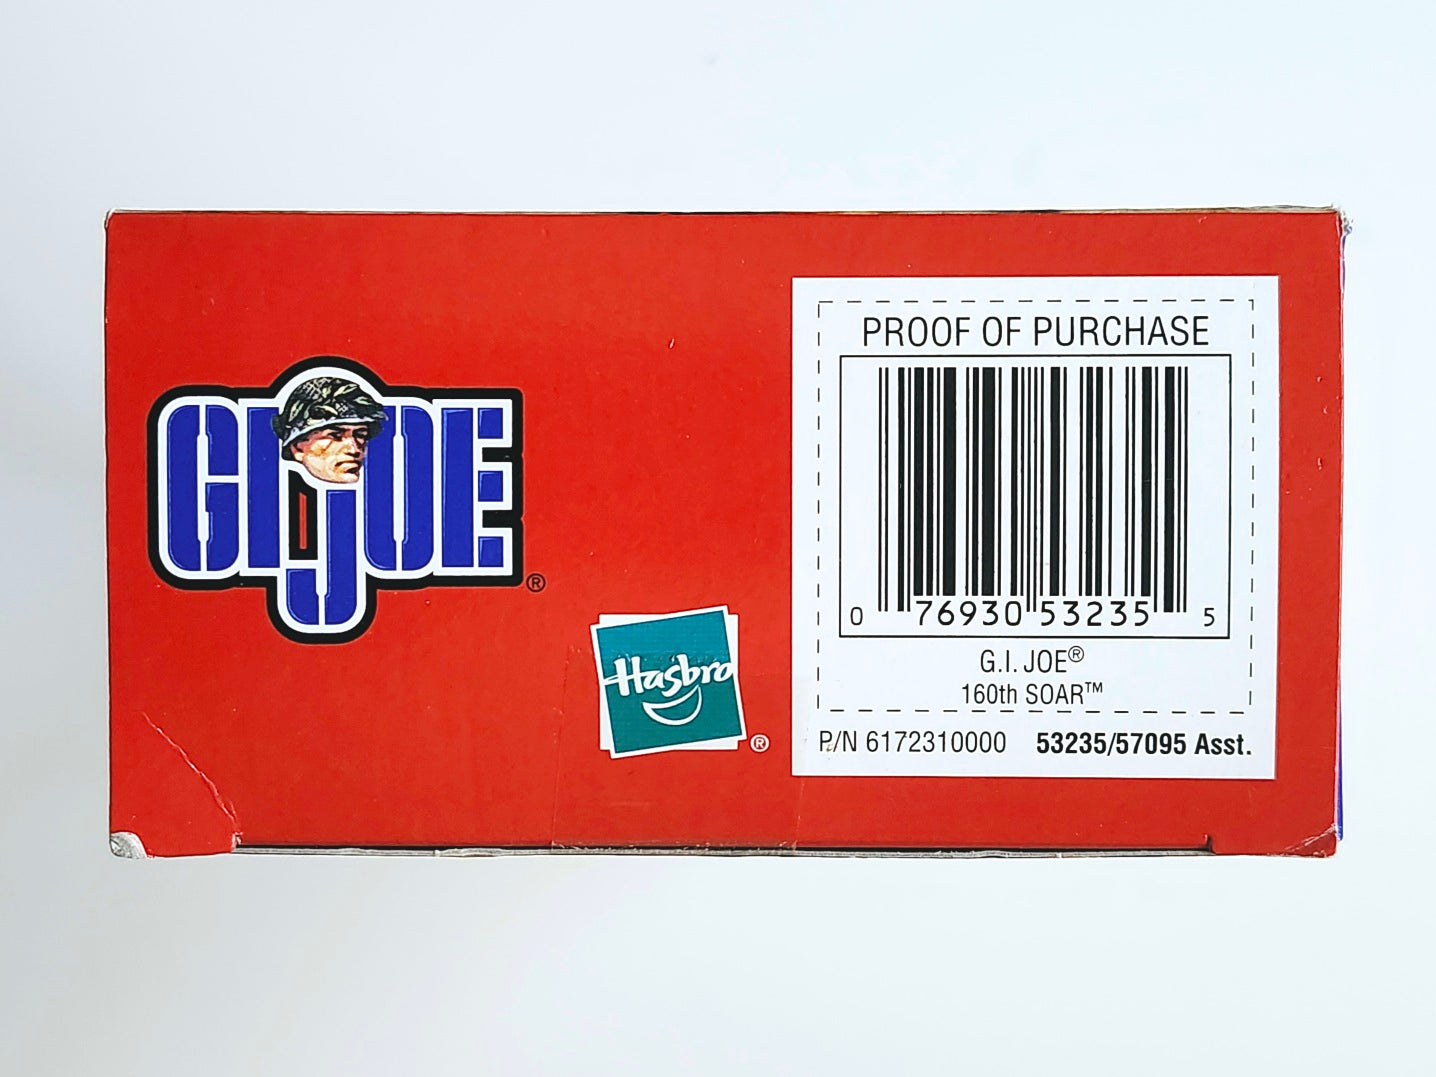 GI JOE ®
Hasbro ®
PROOF OF PURCHASE
0 76930 53235 5
G.I. JOE®
160th SOAR™
P/N 6172310000 53235/57095 Asst.